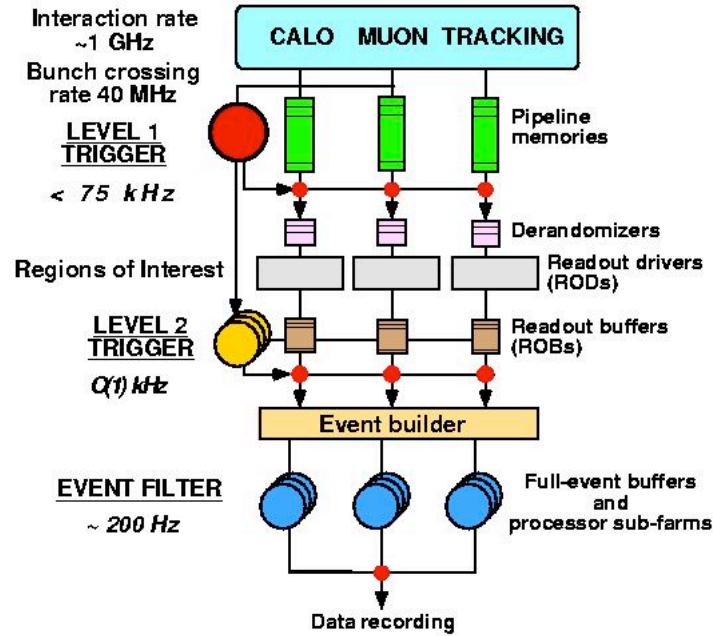 Interaction rate
~1 GHz
CALO MUON TRACKING
Bunch crossing
rate 40 MHz
LEVEL 1
TRIGGER
< 75 kHz
Pipeline
memories
Derandomizers
Regions of Interest
Readout drivers
(RODs)
LEVEL 2
TRIGGER
O(1) kHz
Readout buffers
(ROBs)
Event builder
EVENT FILTER
~ 200 Hz
Full-event buffers
and
processor sub-farms
Data recording